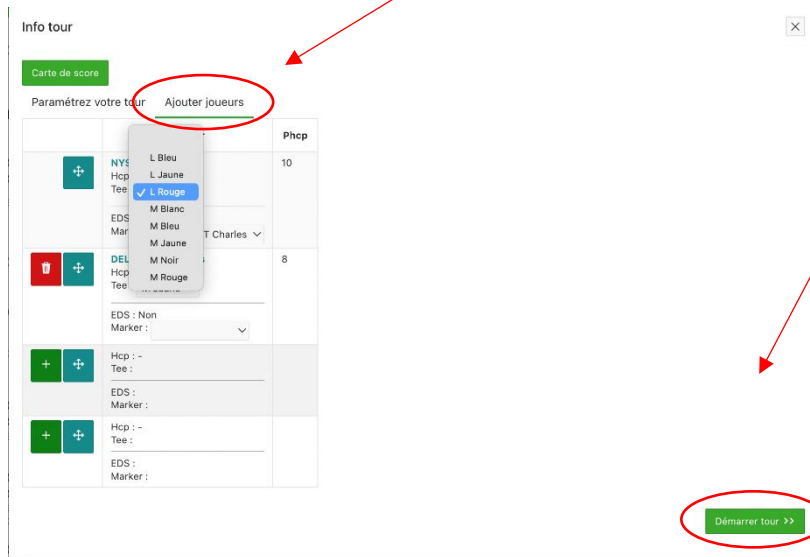 Info tour
Carte de score
Paramétrez votre tour Ajouter joueurs
Phcp
L Bleu
L Jaune
✓ L Rouge
M Blanc
M Bleu
M Jaune
M Noir
M Rouge
NYS
10
Hcp
Tee
EDS
Mar T Charles
DEL s
8
Hcp
Tee
EDS : Non
Marker :
+ Hcp : -
Tee :
EDS :
Marker :
+ Hcp : -
Tee :
EDS :
Marker :
Démarrer tour >>